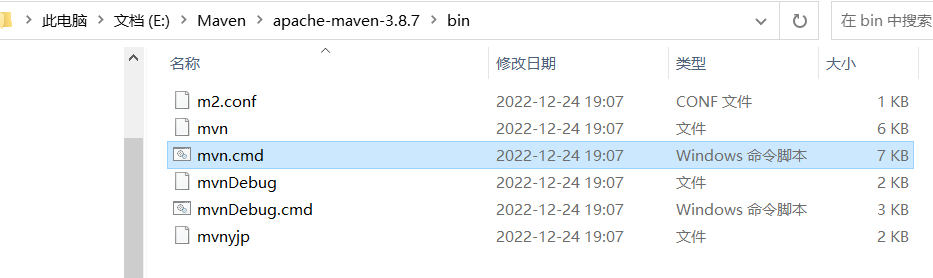 此电脑 > 文档 (E:) > Maven > apache-maven-3.8.7 > bin
在 bin 中搜索
名称 修改日期 类型 大小
m2.conf 2022-12-24 19:07 CONF 文件 1 KB
mvn 2022-12-24 19:07 文件 6 KB
mvn.cmd 2022-12-24 19:07 Windows 命令脚本 7 KB
mvnDebug 2022-12-24 19:07 文件 2 KB
mvnDebug.cmd 2022-12-24 19:07 Windows 命令脚本 3 KB
mvnyjp 2022-12-24 19:07 文件 2 KB